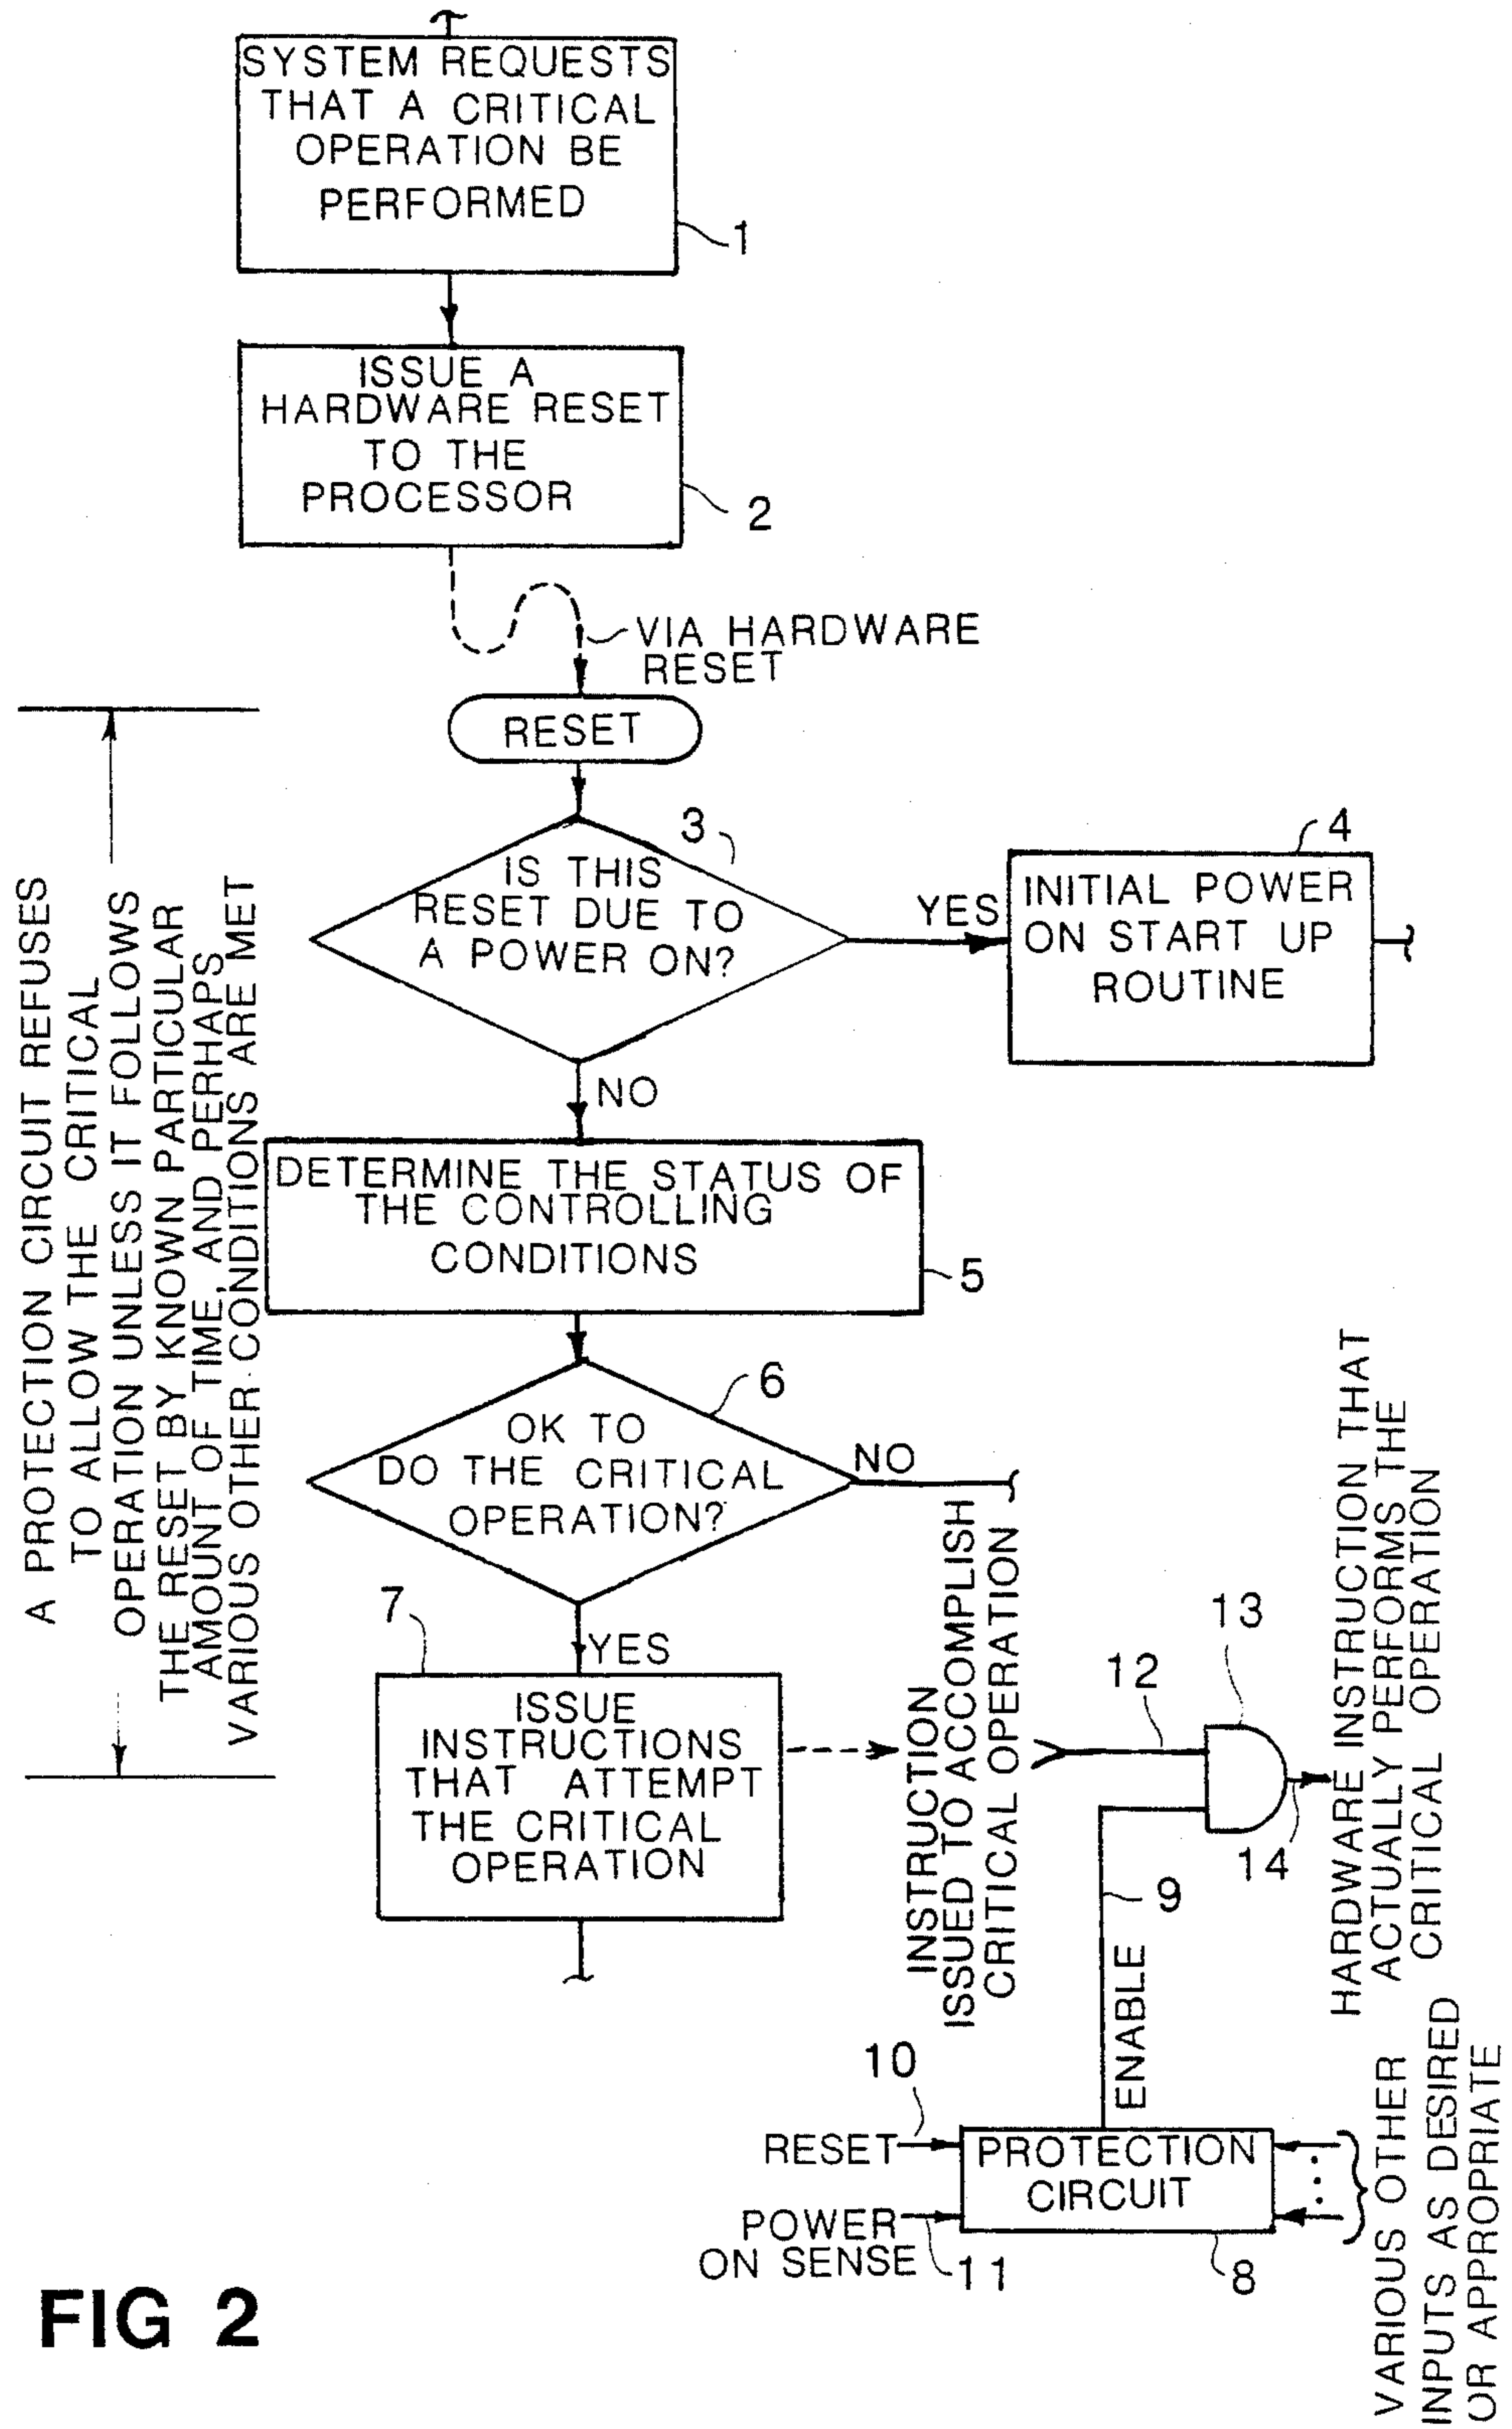 SYSTEM REQUESTS
THAT A CRITICAL
OPERATION BE
PERFORMED
1
ISSUE A
HARDWARE RESET
TO THE
PROCESSOR
2
VIA HARDWARE
RESET
RESET
3
IS THIS
RESET DUE TO
A POWER ON?
YES
4
INITIAL POWER
ON START UP
ROUTINE
NO
DETERMINE THE STATUS OF
THE CONTROLLING
CONDITIONS
5
6
OK TO
DO THE CRITICAL
OPERATION?
NO
YES
7
ISSUE
INSTRUCTIONS
THAT ATTEMPT
THE CRITICAL
OPERATION
A PROTECTION CIRCUIT REFUSES
TO ALLOW THE CRITICAL
OPERATION UNLESS IT FOLLOWS
THE RESET BY KNOWN PARTICULAR
AMOUNT OF TIME, AND PERHAPS
VARIOUS OTHER CONDITIONS ARE MET
INSTRUCTION
ISSUED TO ACCOMPLISH
CRITICAL OPERATION
12
13
14
HARDWARE INSTRUCTION THAT
ACTUALLY PERFORMS THE
CRITICAL OPERATION
9
ENABLE
10
RESET
POWER
ON SENSE
11
PROTECTION
CIRCUIT
8
VARIOUS OTHER
INPUTS AS DESIRED
OR APPROPRIATE
FIG 2